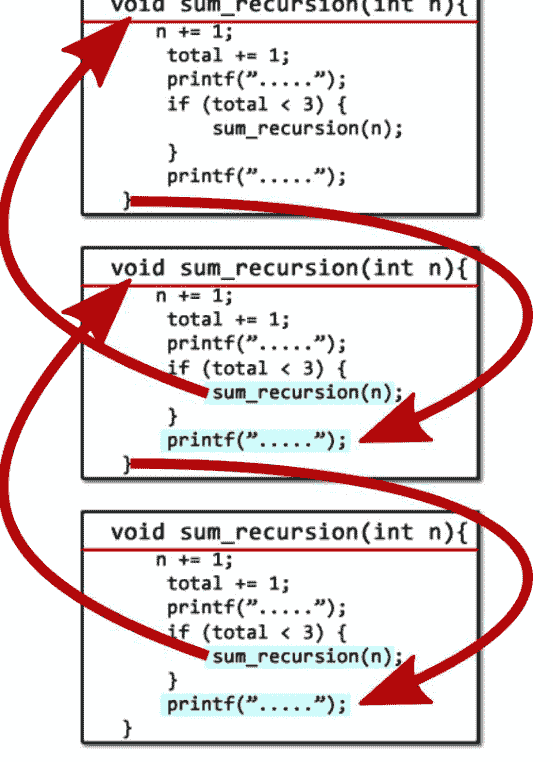 void sum_recursion(int n){
n += 1;
total += 1;
printf(”.....”);
if (total < 3) {
sum_recursion(n);
}
printf(”.....”);
}
void sum_recursion(int n){
n += 1;
total += 1;
printf(”.....”);
if (total < 3) {
sum_recursion(n);
}
printf(”.....”);
}
void sum_recursion(int n){
n += 1;
total += 1;
printf(”.....”);
if (total < 3) {
sum_recursion(n);
}
printf(”.....”);
}